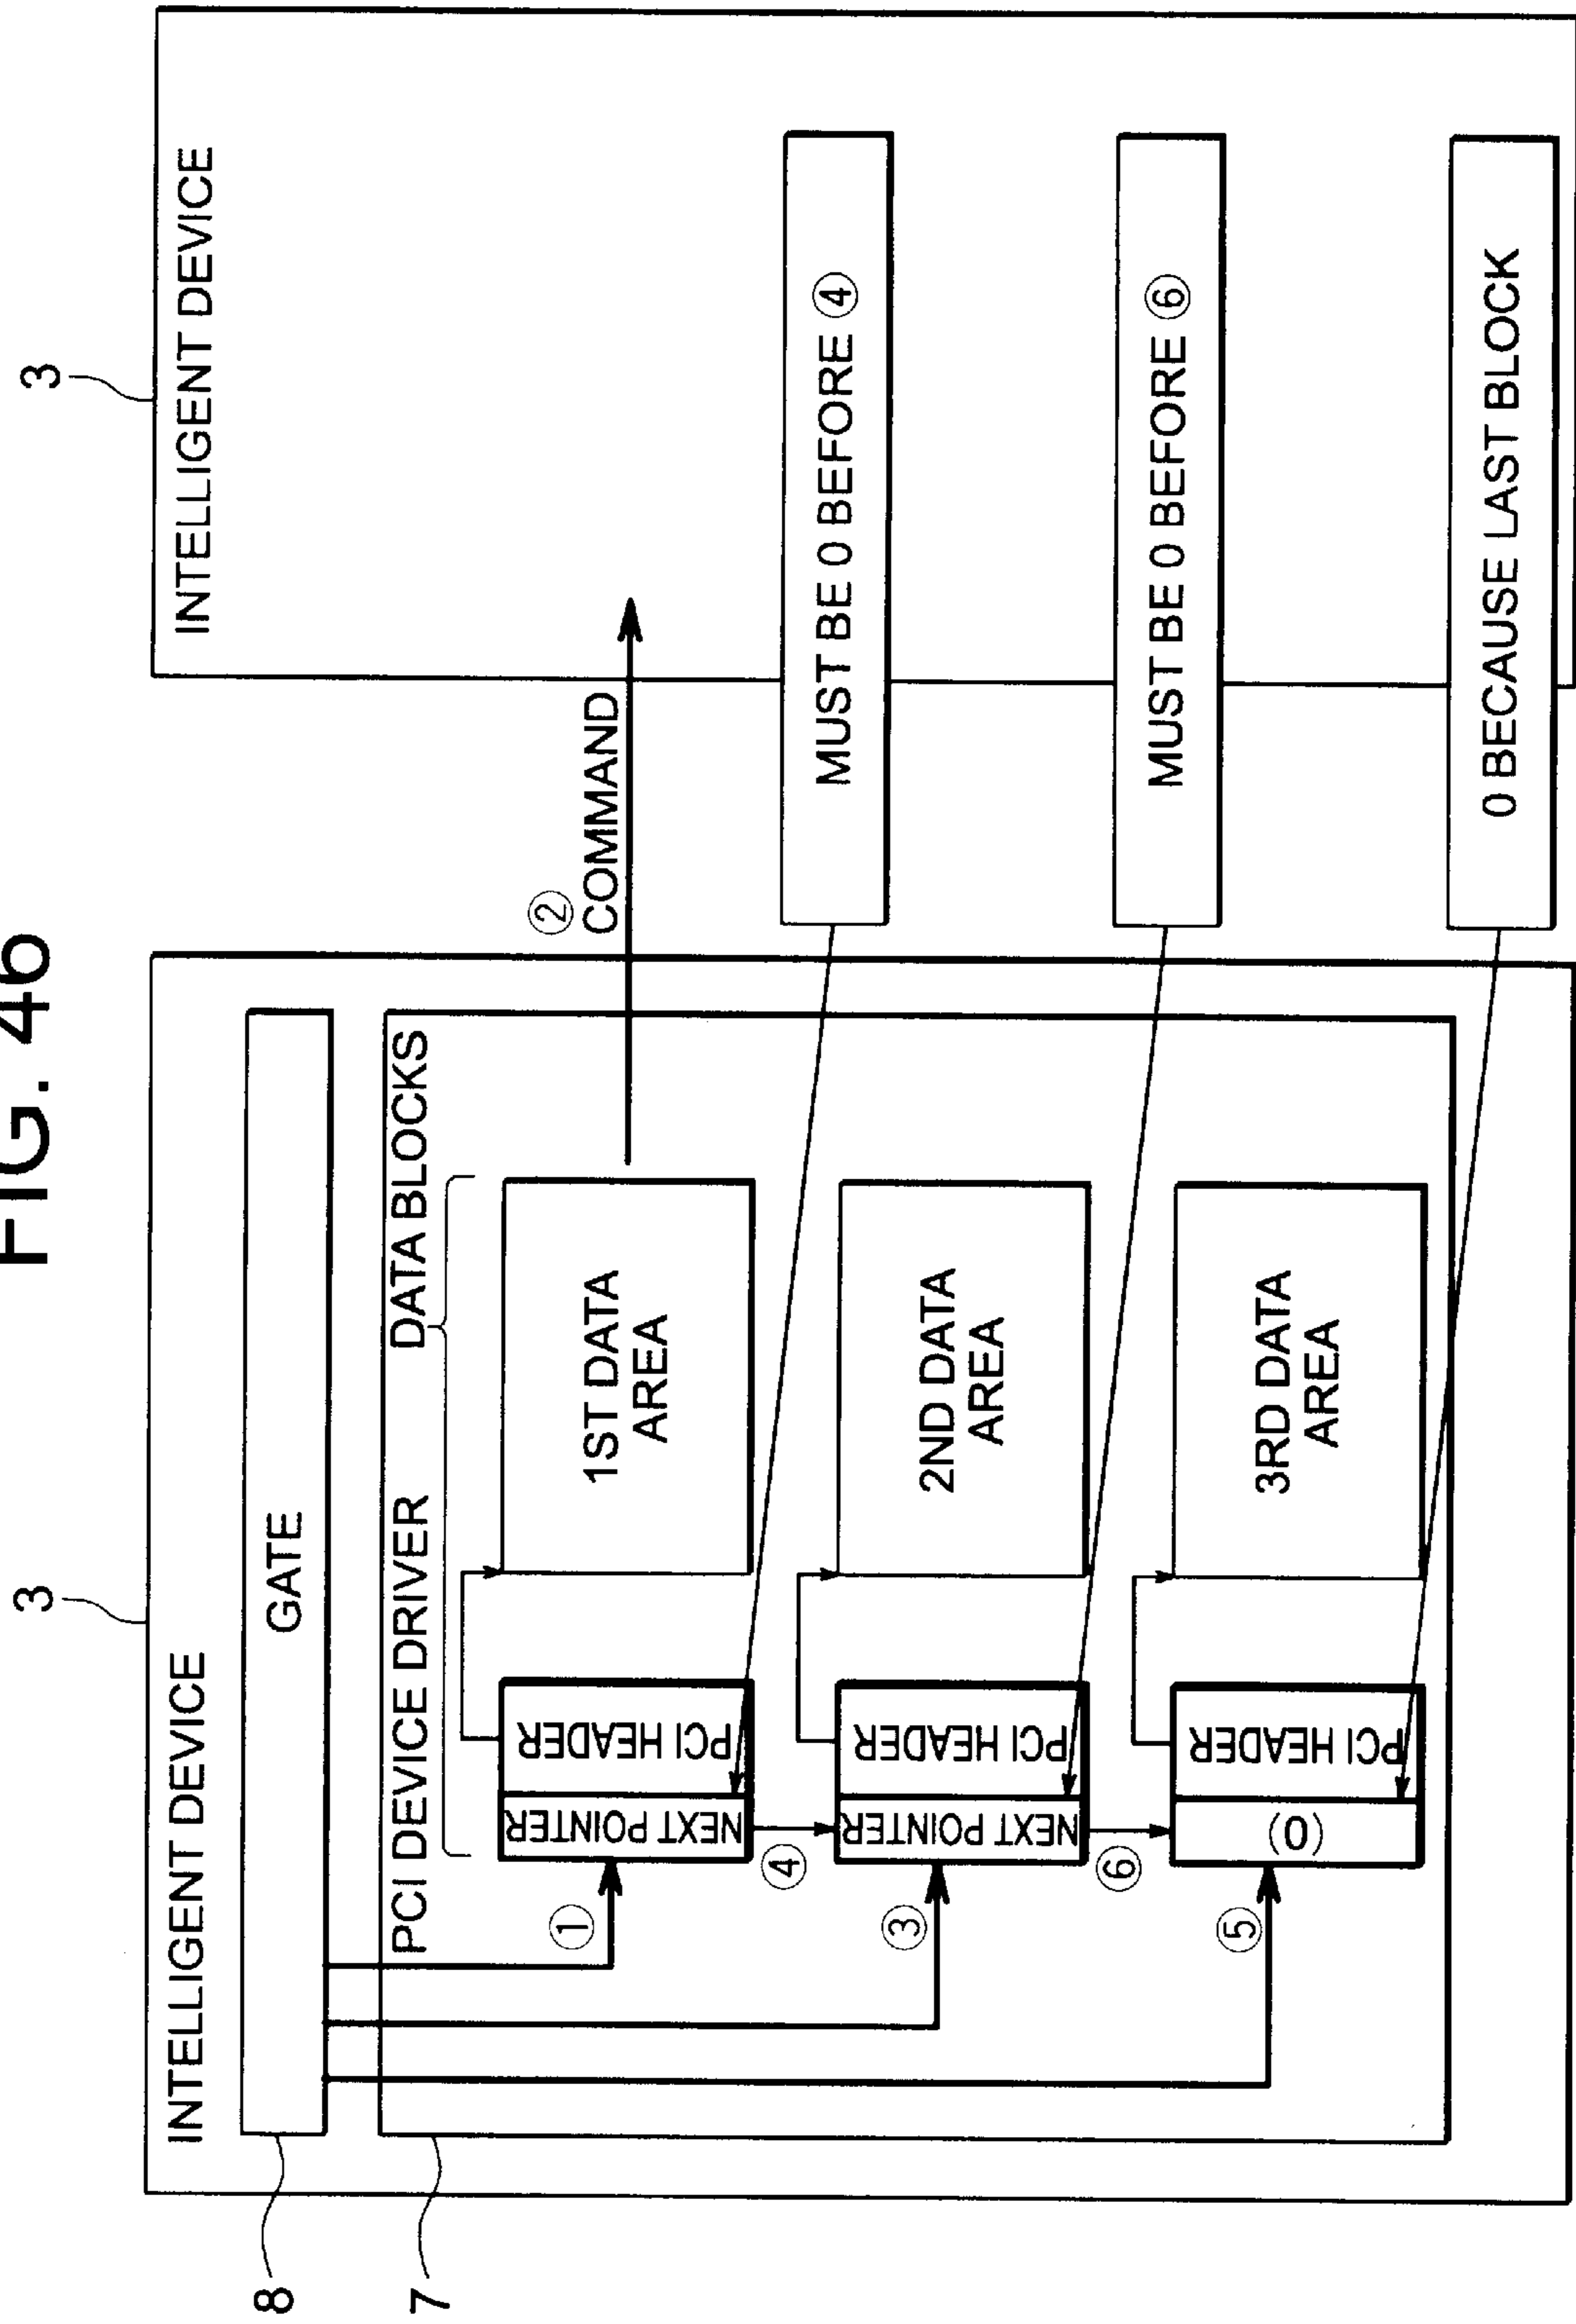 FIG. 46
3
3
INTELLIGENT DEVICE
INTELLIGENT DEVICE
8
GATE
7
PCI DEVICE DRIVER
DATA BLOCKS
②
COMMAND
①
NEXT POINTER
PCI HEADER
1ST DATA
AREA
④
MUST BE 0 BEFORE ④
③
NEXT POINTER
PCI HEADER
2ND DATA
AREA
⑥
MUST BE 0 BEFORE ⑥
⑤
(0)
PCI HEADER
3RD DATA
AREA
0 BECAUSE LAST BLOCK